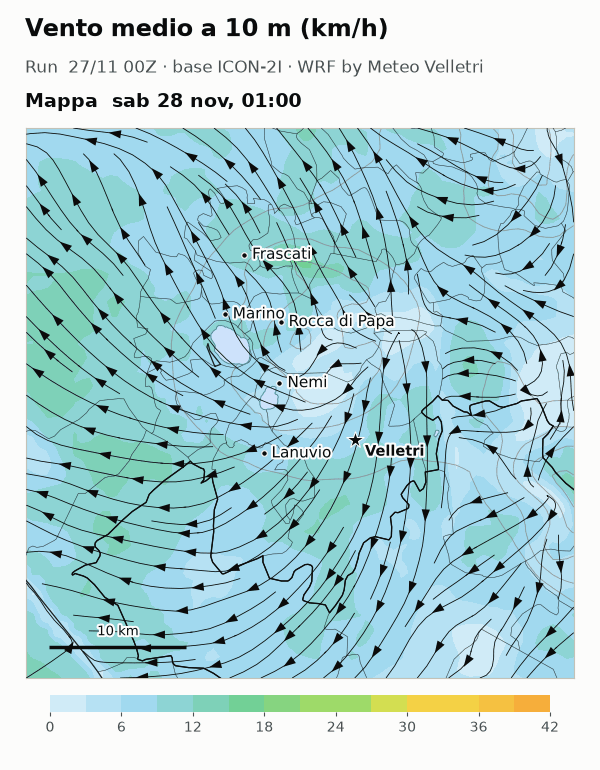 Vento medio a 10 m (km/h)
Run  27/11 00Z · base ICON-2I · WRF by Meteo Velletri
Mappa  sab 28 nov, 01:00
Frascati
Marino
Rocca di Papa
Nemi
Velletri
Lanuvio
10 km
0 6 12 18 24 30 36 42